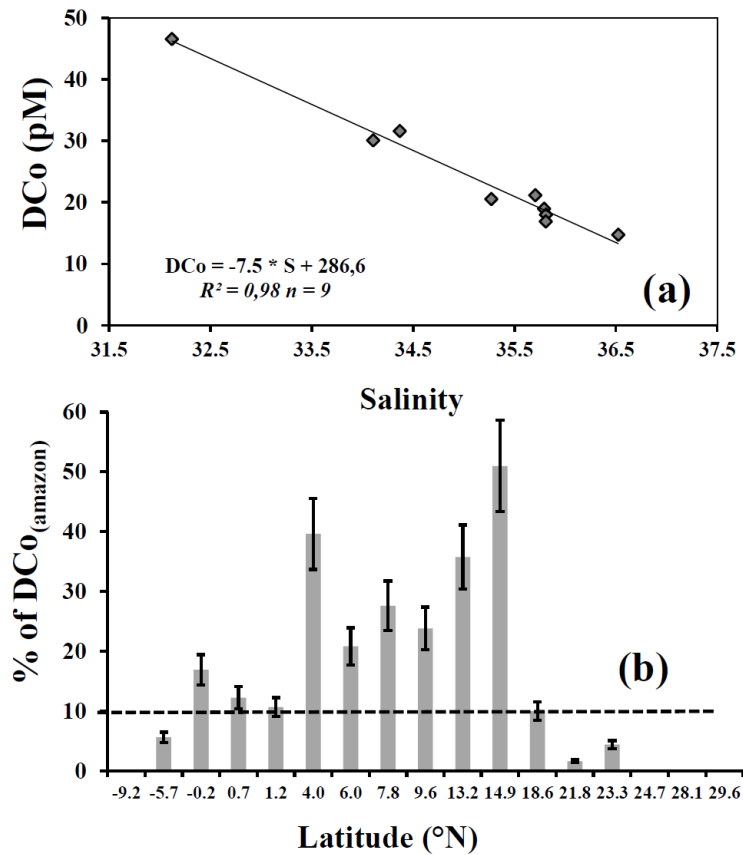 50
40
30
20
10
0
DCo (pM)
DCo = -7.5 * S + 286,6
R² = 0,98 n = 9
(a)
31.5 32.5 33.5 34.5 35.5 36.5 37.5
Salinity
60
50
40
30
20
10
0
% of DCo(amazon)
(b)
-9.2 -5.7 -0.2 0.7 1.2 4.0 6.0 7.8 9.6 13.2 14.9 18.6 21.8 23.3 24.7 28.1 29.6
Latitude (°N)